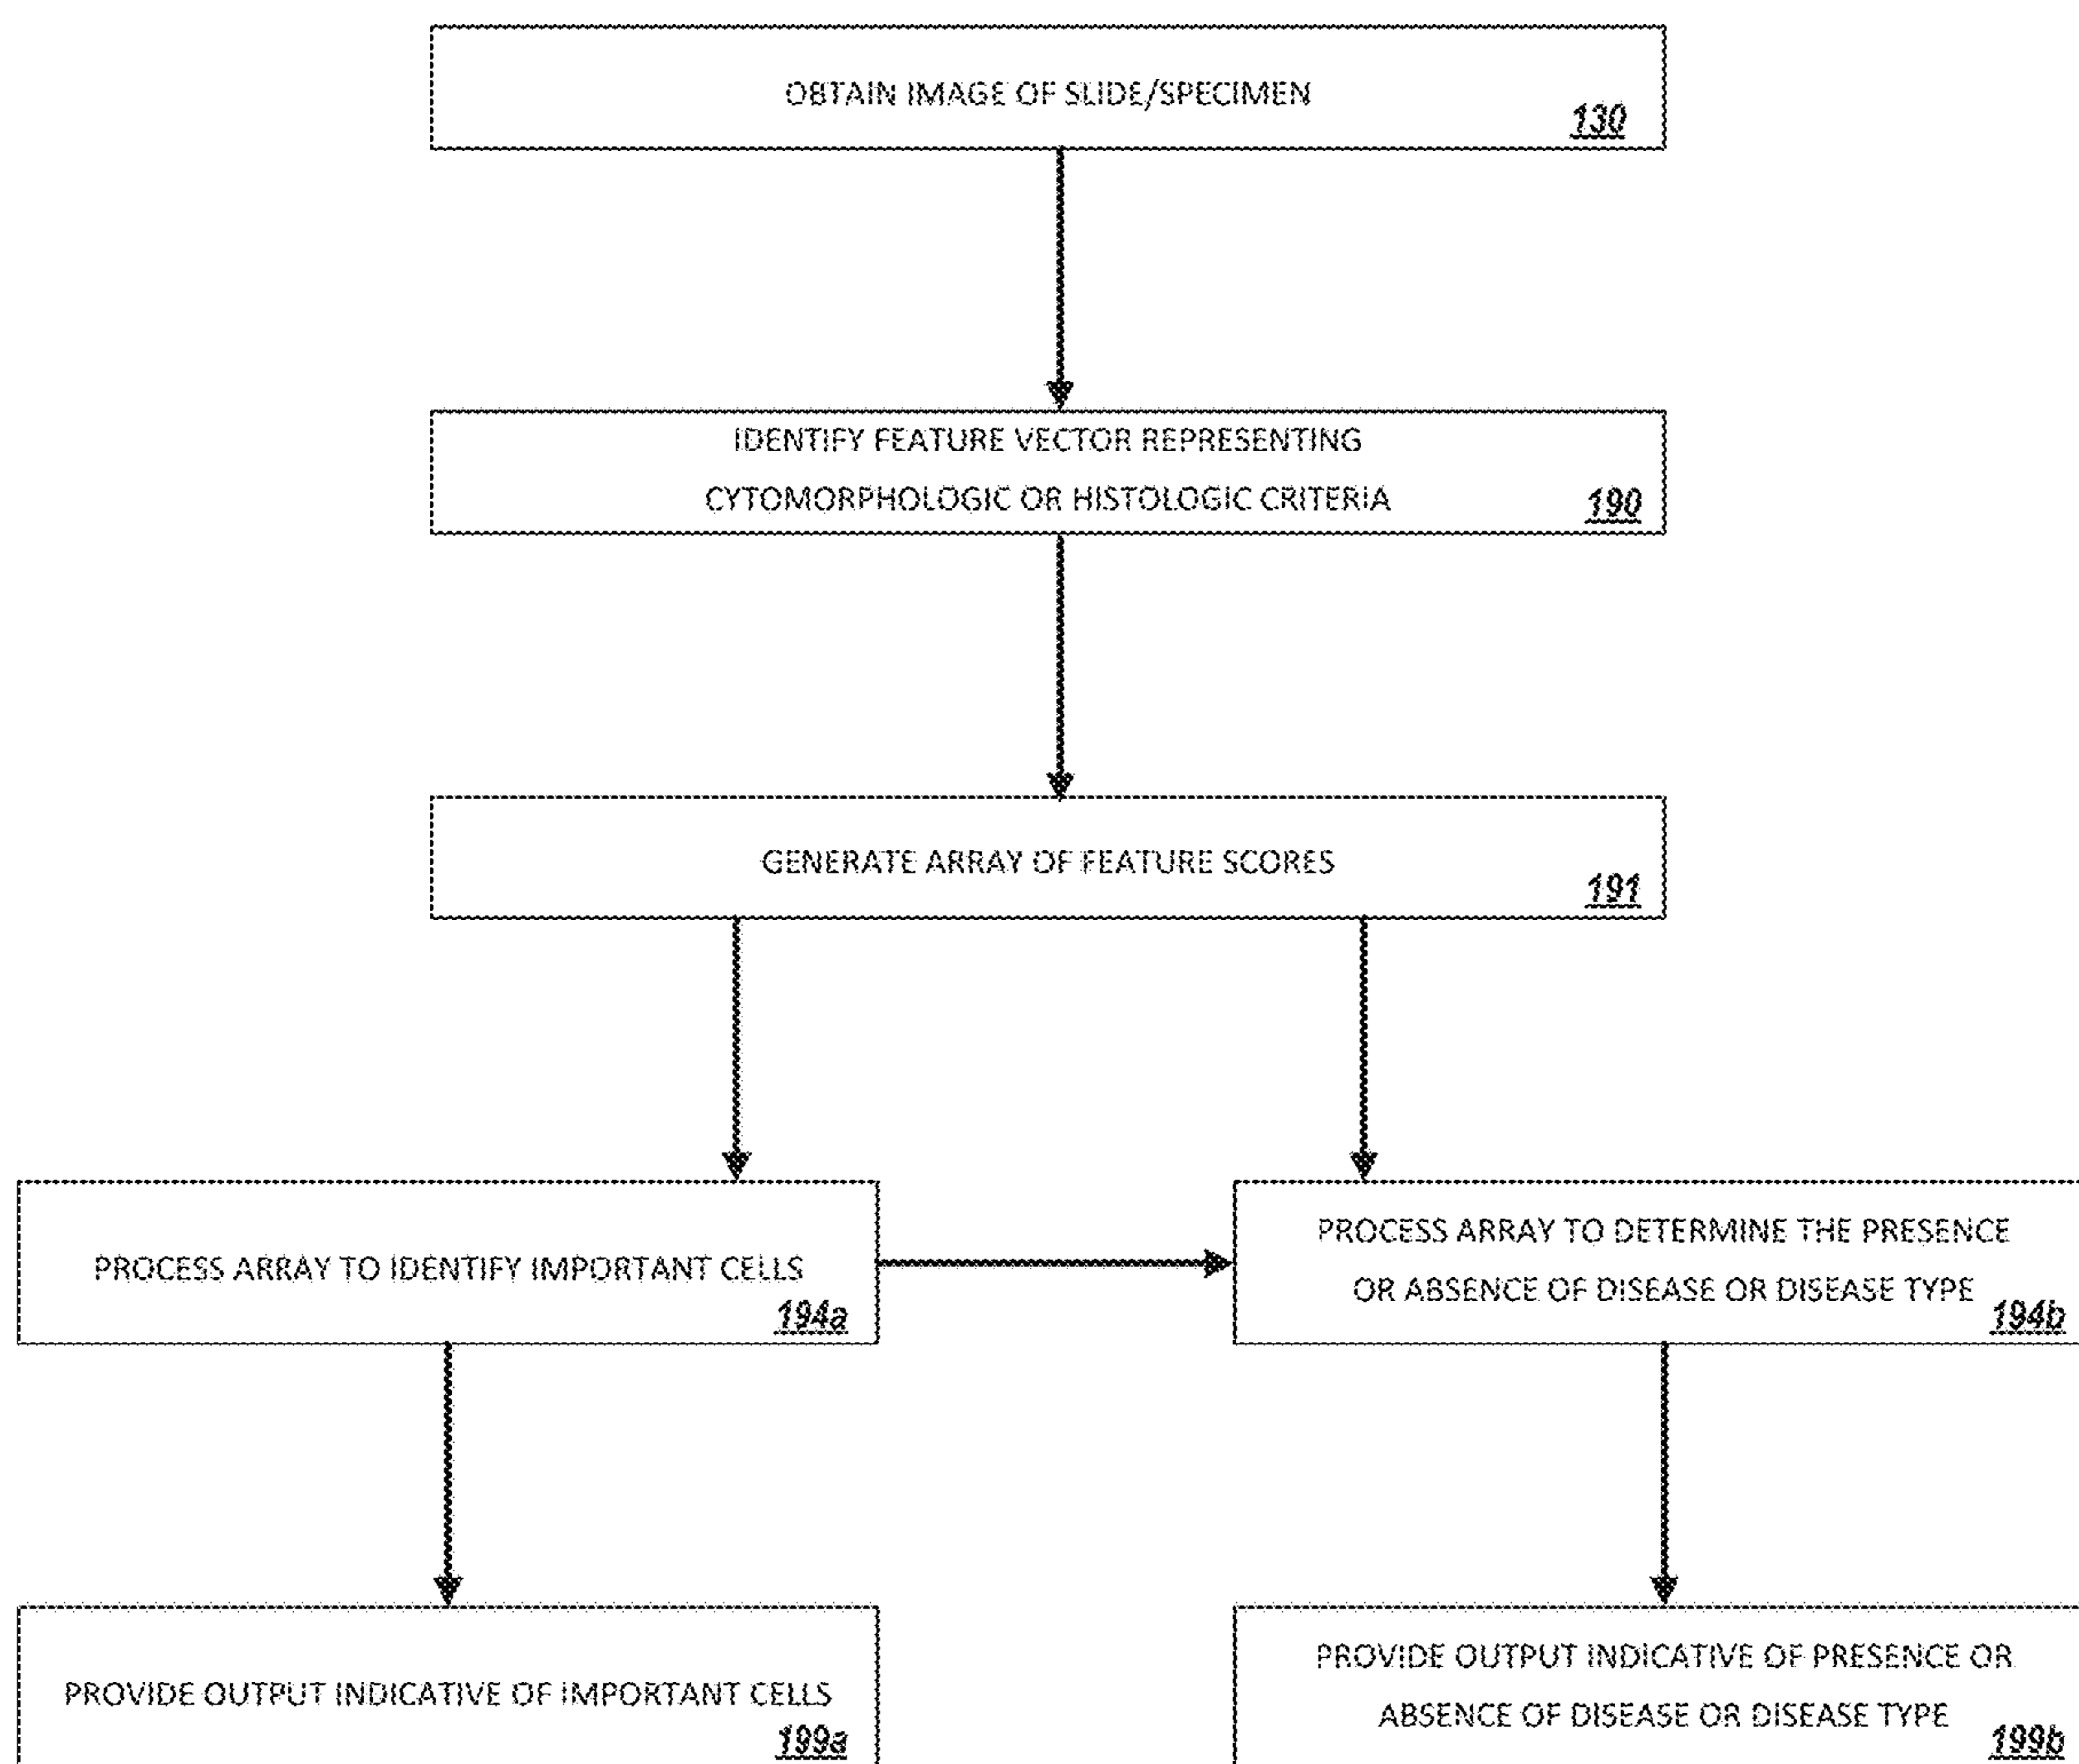 OBTAIN IMAGE OF SLIDE/SPECIMEN
130
IDENTIFY FEATURE VECTOR REPRESENTING
CYTOMORPHOLOGIC OR HISTOLOGIC CRITERIA
190
GENERATE ARRAY OF FEATURE SCORES
191
PROCESS ARRAY TO IDENTIFY IMPORTANT CELLS
194a
PROCESS ARRAY TO DETERMINE THE PRESENCE
OR ABSENCE OF DISEASE OR DISEASE TYPE
194b
PROVIDE OUTPUT INDICATIVE OF IMPORTANT CELLS
199a
PROVIDE OUTPUT INDICATIVE OF PRESENCE OR
ABSENCE OF DISEASE OR DISEASE TYPE
199b